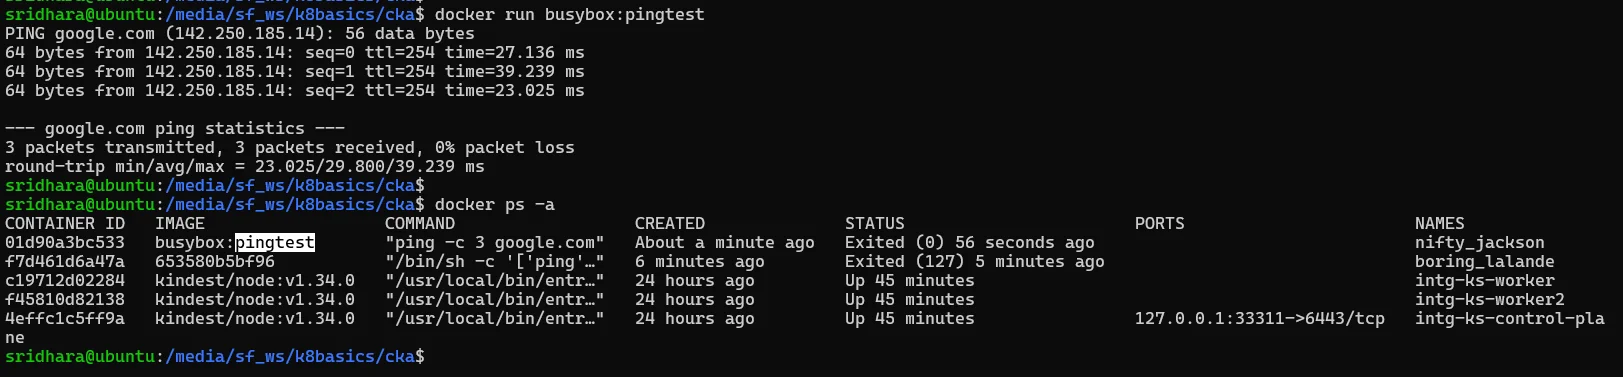 sridhara@ubuntu:/media/sf_ws/k8basics/cka$ docker run busybox:pingtest
PING google.com (142.250.185.14): 56 data bytes
64 bytes from 142.250.185.14: seq=0 ttl=254 time=27.136 ms
64 bytes from 142.250.185.14: seq=1 ttl=254 time=39.239 ms
64 bytes from 142.250.185.14: seq=2 ttl=254 time=23.025 ms

--- google.com ping statistics ---
3 packets transmitted, 3 packets received, 0% packet loss
round-trip min/avg/max = 23.025/29.800/39.239 ms
sridhara@ubuntu:/media/sf_ws/k8basics/cka$
sridhara@ubuntu:/media/sf_ws/k8basics/cka$ docker ps -a
CONTAINER ID   IMAGE                  COMMAND                  CREATED              STATUS                       PORTS                       NAMES
01d90a3bc533   busybox:pingtest       "ping -c 3 google.com"   About a minute ago   Exited (0) 56 seconds ago                                nifty_jackson
f7d461d6a47a   653580b5bf96           "/bin/sh -c '['ping'…"   6 minutes ago        Exited (127) 5 minutes ago                               boring_lalande
c19712d02284   kindest/node:v1.34.0   "/usr/local/bin/entr…"   24 hours ago         Up 45 minutes                                            intg-ks-worker
f45810d82138   kindest/node:v1.34.0   "/usr/local/bin/entr…"   24 hours ago         Up 45 minutes                                            intg-ks-worker2
4effc1c5ff9a   kindest/node:v1.34.0   "/usr/local/bin/entr…"   24 hours ago         Up 45 minutes                127.0.0.1:33311->6443/tcp   intg-ks-control-pla
ne
sridhara@ubuntu:/media/sf_ws/k8basics/cka$